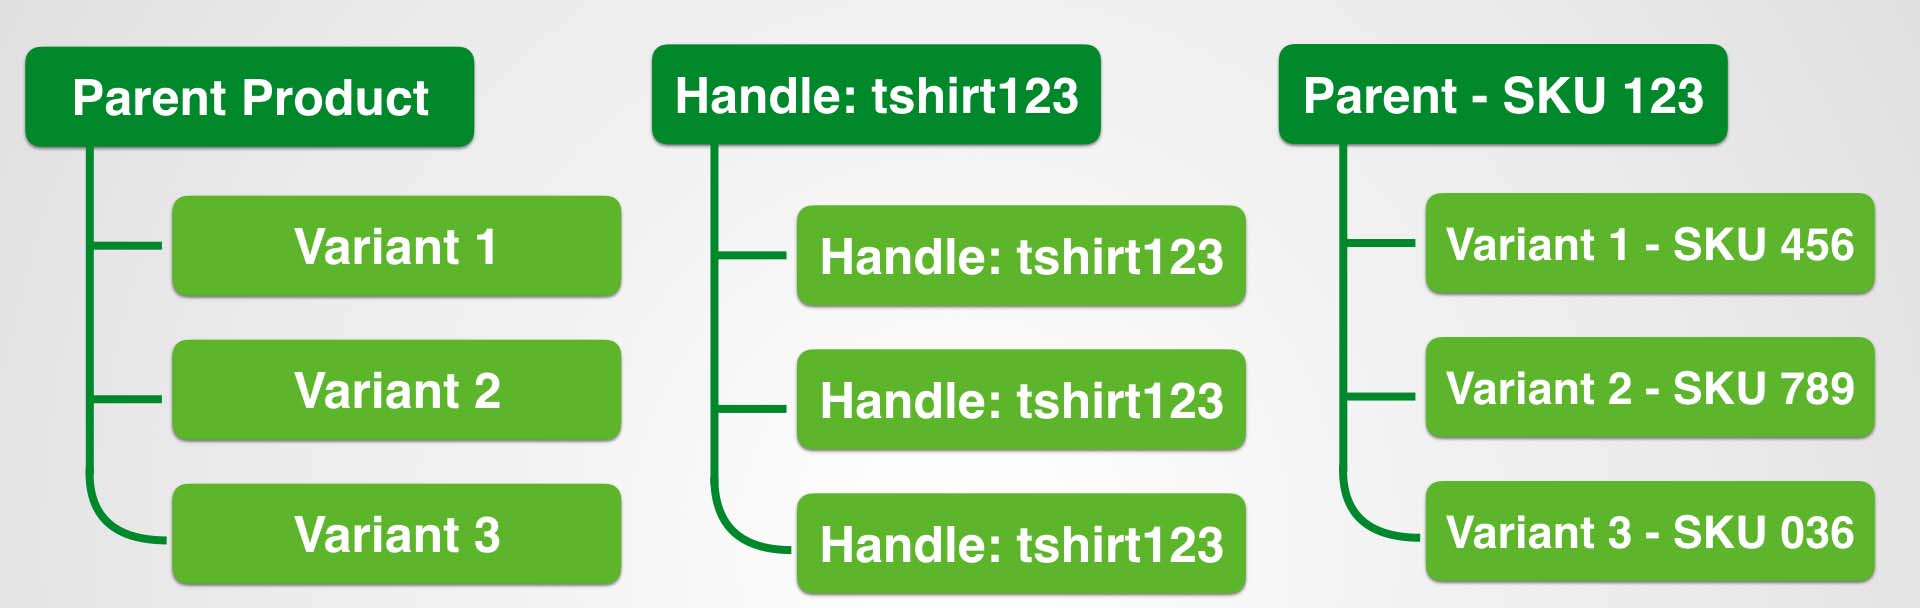 Parent Product
Variant 1
Variant 2
Variant 3
Handle: tshirt123
Handle: tshirt123
Handle: tshirt123
Handle: tshirt123
Parent - SKU 123
Variant 1 - SKU 456
Variant 2 - SKU 789
Variant 3 - SKU 036